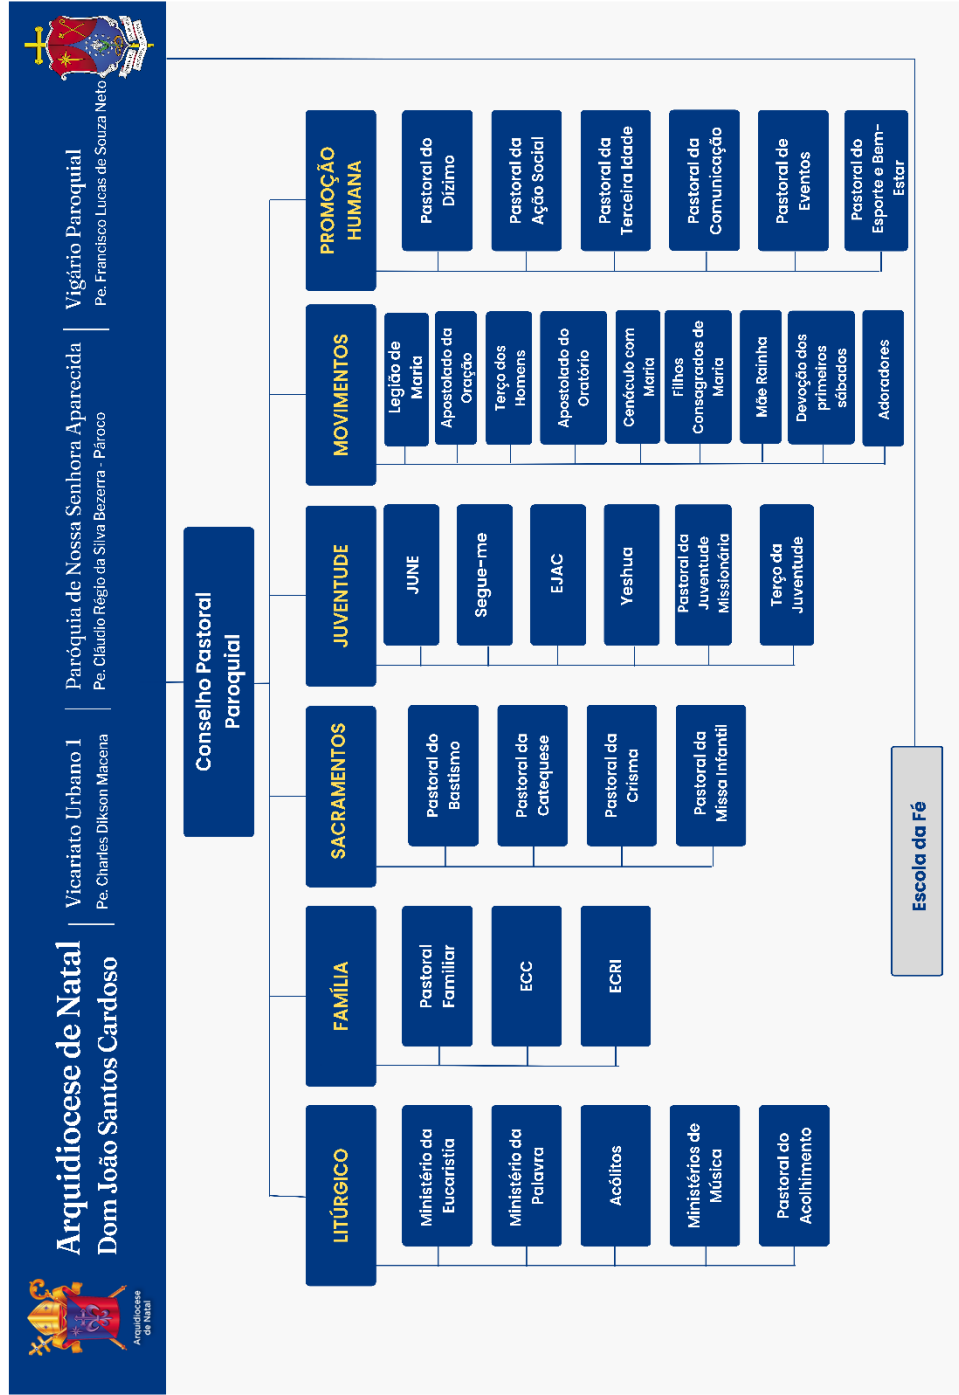 Arquidiocese de Natal
Dom João Santos Cardoso
Arquidiocese
de Natal
Vicariato Urbano 1
Pe. Charles Dikson Macena
Paróquia de Nossa Senhora Aparecida
Pe. Cláudio Régio da Silva Bezerra - Pároco
Vigário Paroquial
Pe. Francisco Lucas de Souza Neto
Conselho Pastoral
Paroquial
LITÚRGICO
Ministério da
Eucaristia
Ministério da
Palavra
Acólitos
Ministérios de
Música
Pastoral do
Acolhimento
FAMÍLIA
Pastoral
Familiar
ECC
ECRI
SACRAMENTOS
Pastoral do
Bastismo
Pastoral da
Catequese
Pastoral da
Crisma
Pastoral da
Missa Infantil
JUVENTUDE
JUNE
Segue-me
EJAC
Yeshua
Pastoral da
Juventude
Missionária
Terço da
Juventude
MOVIMENTOS
Legião de
Maria
Apostolado da
Oração
Terço dos
Homens
Apostolado do
Oratório
Cenáculo com
Maria
Filhos
Consagrados de
Maria
Mãe Rainha
Devoção dos
primeiros
sábados
Adoradores
PROMOÇÃO
HUMANA
Pastoral do
Dízimo
Pastoral da
Ação Social
Pastoral da
Terceira Idade
Pastoral da
Comunicação
Pastoral de
Eventos
Pastoral do
Esporte e Bem-
Estar
Escola da Fé